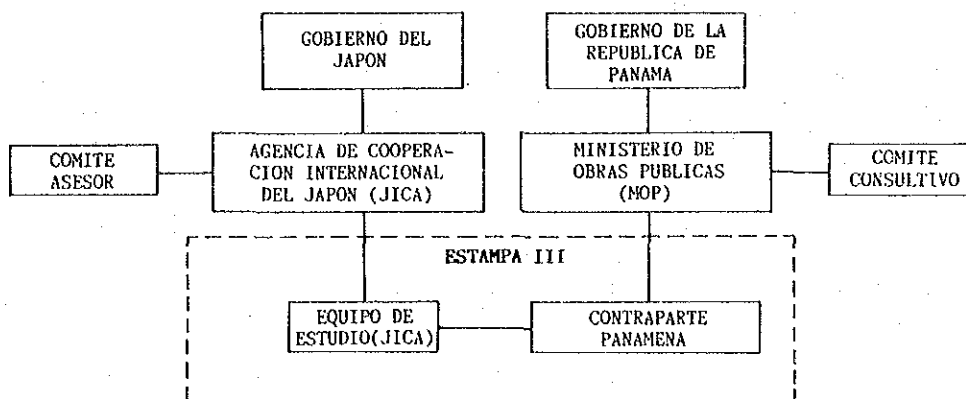 GOBIERNO DEL
JAPON
GOBIERNO DE LA
REPUBLICA DE
PANAMA
COMITE
ASESOR
AGENCIA DE COOPERA-
CION INTERNACIONAL
DEL JAPON (JICA)
MINISTERIO DE
OBRAS PUBLICAS
(MOP)
COMITE
CONSULTIVO
ESTAMPA III
EQUIPO DE
ESTUDIO(JICA)
CONTRAPARTE
PANAMENA